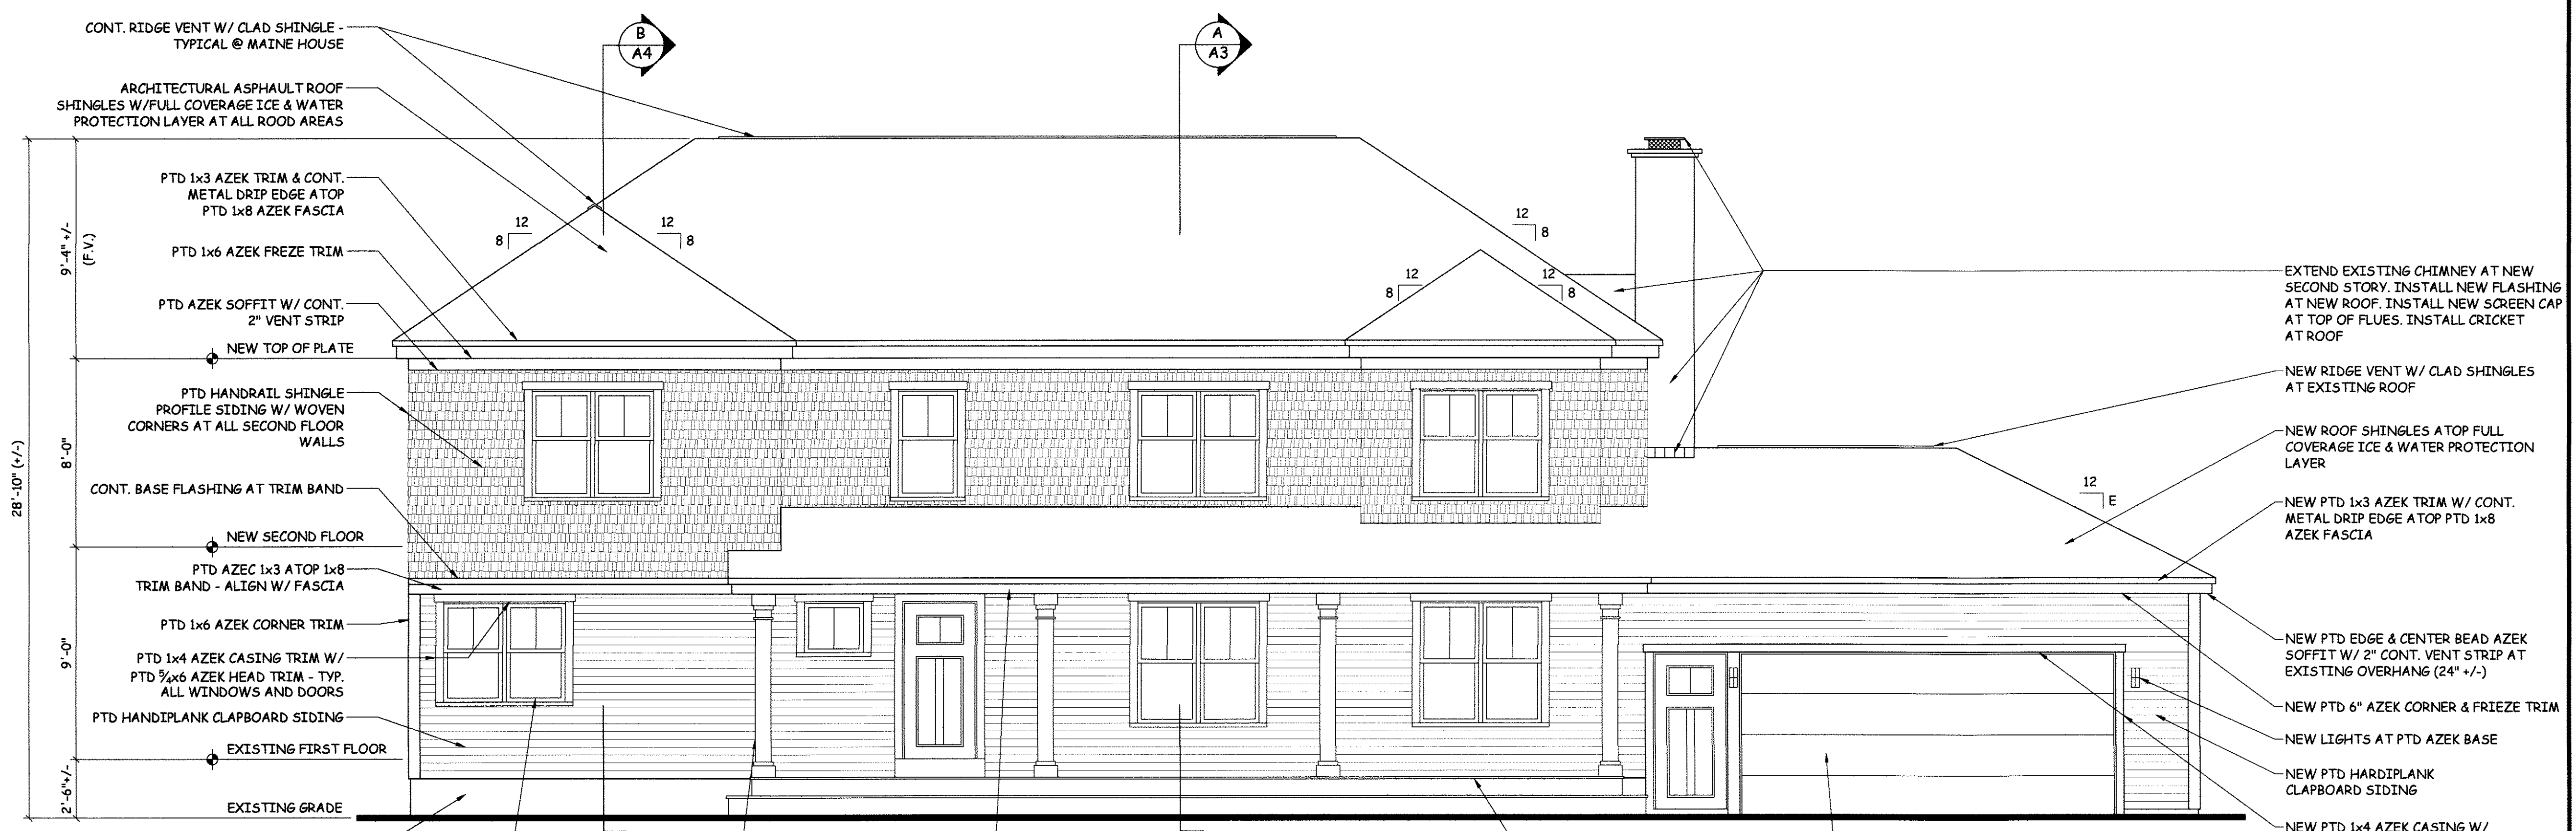 CONT. RIDGE VENT W/ CLAD SHINGLE -
TYPICAL @ MAINE HOUSE
ARCHITECTURAL ASPHAULT ROOF
SHINGLES W/FULL COVERAGE ICE & WATER
PROTECTION LAYER AT ALL ROOD AREAS
PTD 1x3 AZEK TRIM & CONT.
METAL DRIP EDGE ATOP
PTD 1x8 AZEK FASCIA
PTD 1x6 AZEK FREZE TRIM
PTD AZEK SOFFIT W/ CONT.
2" VENT STRIP
NEW TOP OF PLATE
PTD HANDRAIL SHINGLE
PROFILE SIDING W/ WOVEN
CORNERS AT ALL SECOND FLOOR
WALLS
CONT. BASE FLASHING AT TRIM BAND
NEW SECOND FLOOR
PTD AZEC 1x3 ATOP 1x8
TRIM BAND - ALIGN W/ FASCIA
PTD 1x6 AZEK CORNER TRIM
PTD 1x4 AZEK CASING TRIM W/
PTD 5/4x6 AZEK HEAD TRIM - TYP.
ALL WINDOWS AND DOORS
PTD HANDIPLANK CLAPBOARD SIDING
EXISTING FIRST FLOOR
EXISTING GRADE
28'-10" (+/-)
9'-4" +/-
(F.V.)
8'-0"
9'-0"
2'-6"+/-
B
A4
A
A3
12
8
12
8
12
8
12
8
12
8
12
E
EXTEND EXISTING CHIMNEY AT NEW
SECOND STORY. INSTALL NEW FLASHING
AT NEW ROOF. INSTALL NEW SCREEN CAP
AT TOP OF FLUES. INSTALL CRICKET
AT ROOF
NEW RIDGE VENT W/ CLAD SHINGLES
AT EXISTING ROOF
NEW ROOF SHINGLES ATOP FULL
COVERAGE ICE & WATER PROTECTION
LAYER
NEW PTD 1x3 AZEK TRIM W/ CONT.
METAL DRIP EDGE ATOP PTD 1x8
AZEK FASCIA
NEW PTD EDGE & CENTER BEAD AZEK
SOFFIT W/ 2" CONT. VENT STRIP AT
EXISTING OVERHANG (24" +/-)
NEW PTD 6" AZEK CORNER & FRIEZE TRIM
NEW LIGHTS AT PTD AZEK BASE
NEW PTD HARDIPLANK
CLAPBOARD SIDING
NEW PTD 1x4 AZEK CASING W/